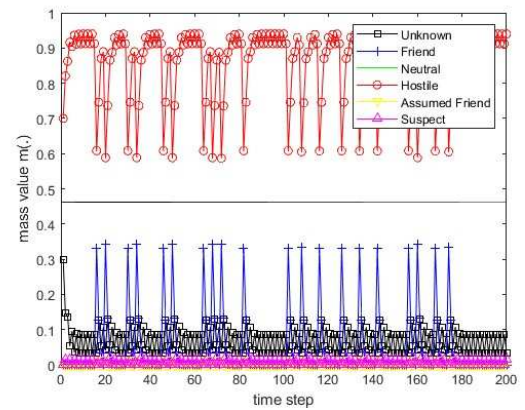 1
0.9
0.8
0.7
0.6
0.5
0.4
0.3
0.2
0.1
0
mass value m(.)
Unknown
Friend
Neutral
Hostile
Assumed Friend
Suspect
0 20 40 60 80 100 120 140 160 180 200
time step